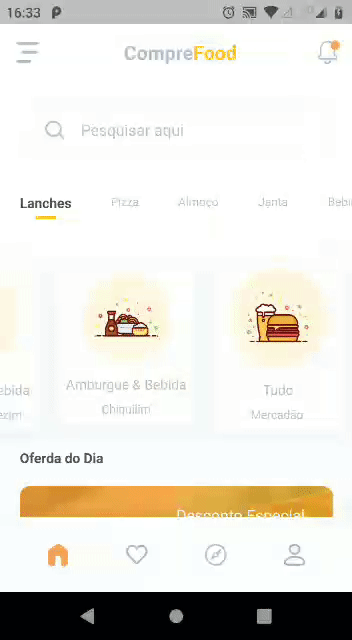 16:33
CompreFood
Pesquisar aqui
Lanches Pizza Almoço Janta Bebi
ebida Amburgue & Bebida Tudo
ezim Chiquilim Mercadão
Oferda do Dia
Desconto Especial